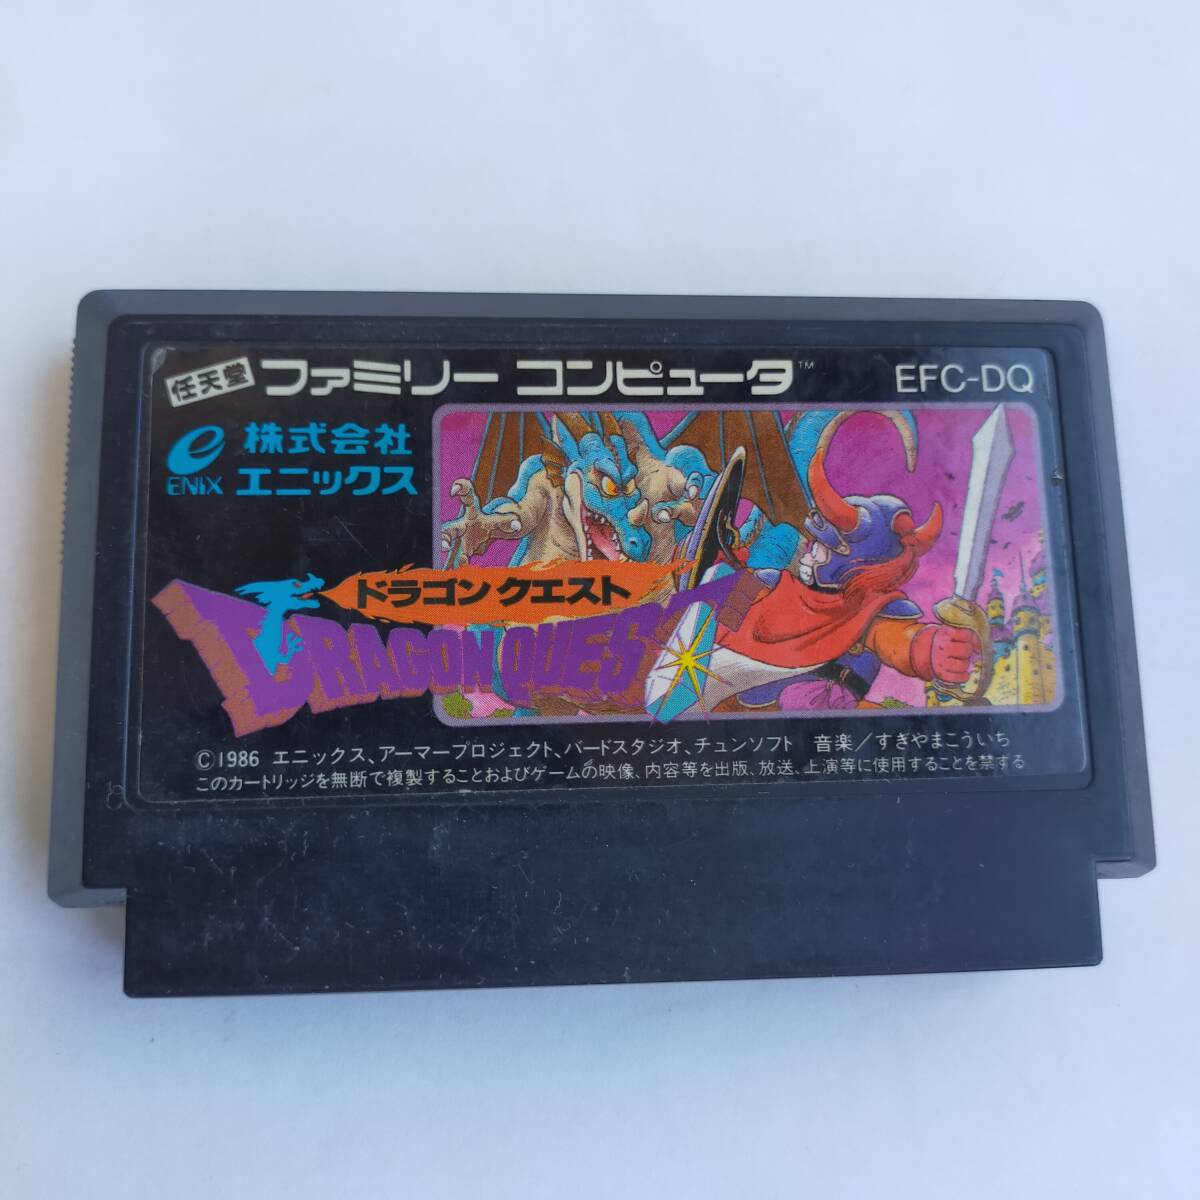 任天堂 ファミリー コンピュータ™ EFC-DQ
株式会社
ENIX エニックス
ドラゴンクエスト
DRAGON QUEST
©1986 エニックス、アーマープロジェクト、バードスタジオ、チュンソフト 音楽/すぎやまこういち
このカートリッジを無断で複製することおよびゲームの映像、内容等を出版、放送、上演等に使用することを禁する